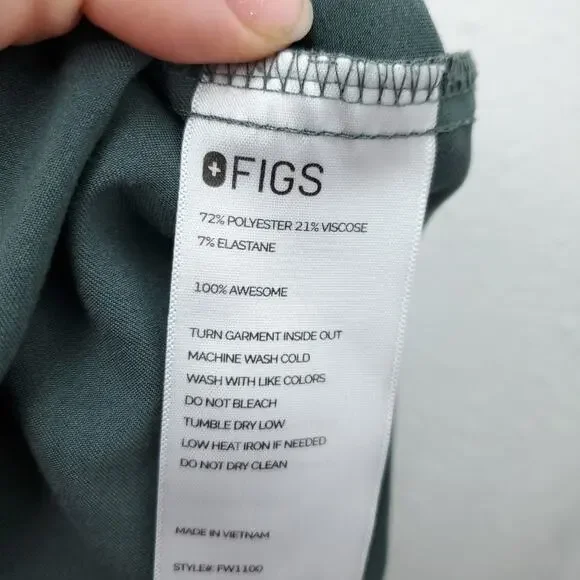 FIGS
72% POLYESTER 21% VISCOSE
7% ELASTANE
100% AWESOME
TURN GARMENT INSIDE OUT
MACHINE WASH COLD
WASH WITH LIKE COLORS
DO NOT BLEACH
TUMBLE DRY LOW
LOW HEAT IRON IF NEEDED
DO NOT DRY CLEAN
MADE IN VIETNAM
STYLE#: FW1100